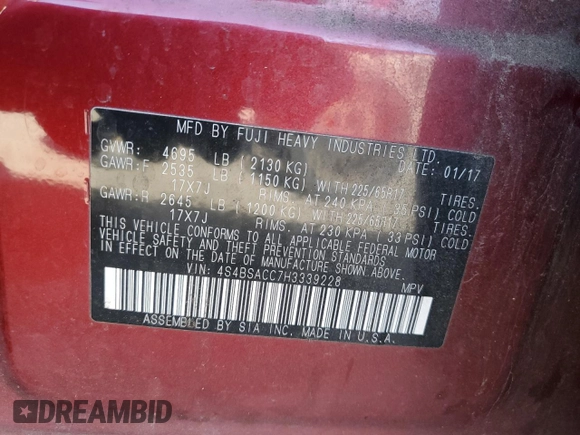 MFD BY FUJI HEAVY INDUSTRIES LTD.
GVWR: 4695 LB ( 2130 KG) DATE: 01/17
GAWR:F 2535 LB ( 1150 KG) WITH 225/65R17 TIRES.
17X7J RIMS. AT 240 KPA ( 35 PSI) COLD
GAWR:R 2645 LB ( 1200 KG) WITH 225/65R17 TIRES.
17X7J RIMS. AT 230 KPA ( 33 PSI) COLD
THIS VEHICLE CONFORMS TO ALL APPLICABLE FEDERAL MOTOR
VEHICLE SAFETY AND THEFT PREVENTION STANDARDS
IN EFFECT ON THE DATE OF MANUFACTURE SHOWN ABOVE.
VIN: 4S4BSACC7H3339228 MPV
ASSEMBLED BY SIA INC. MADE IN U.S.A.
DREAMBID